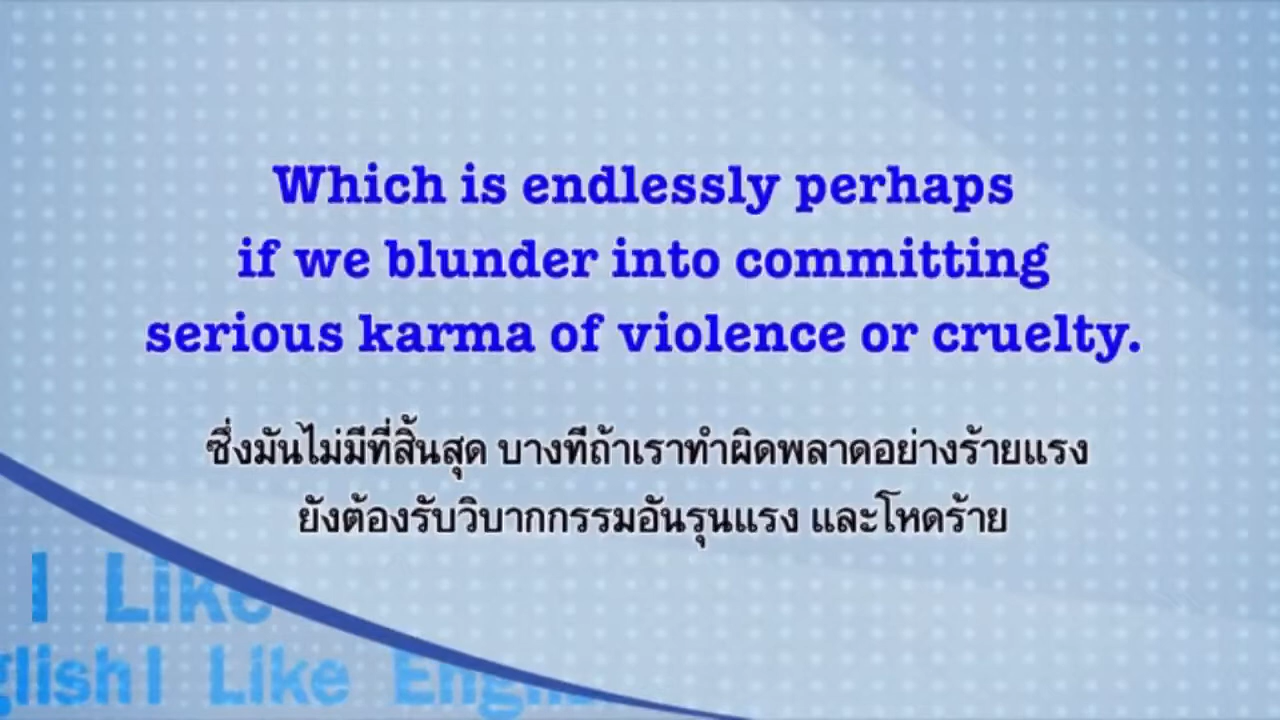 Which is endlessly perhaps
if we blunder into committing
serious karma of violence or cruelty.
ซึ่งมันไม่มีที่สิ้นสุด บางทีถ้าเราทำผิดพลาดอย่างร้ายแรง
ยังต้องรับวิบากกรรมอันรุนแรง และโหดร้าย
I Like
glish I Like Engli